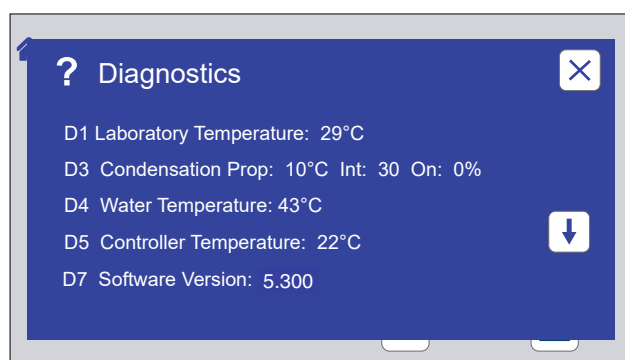 ? Diagnostics
D1 Laboratory Temperature: 29°C
D3 Condensation Prop: 10°C Int: 30 On: 0%
D4 Water Temperature: 43°C
D5 Controller Temperature: 22°C
D7 Software Version: 5.300